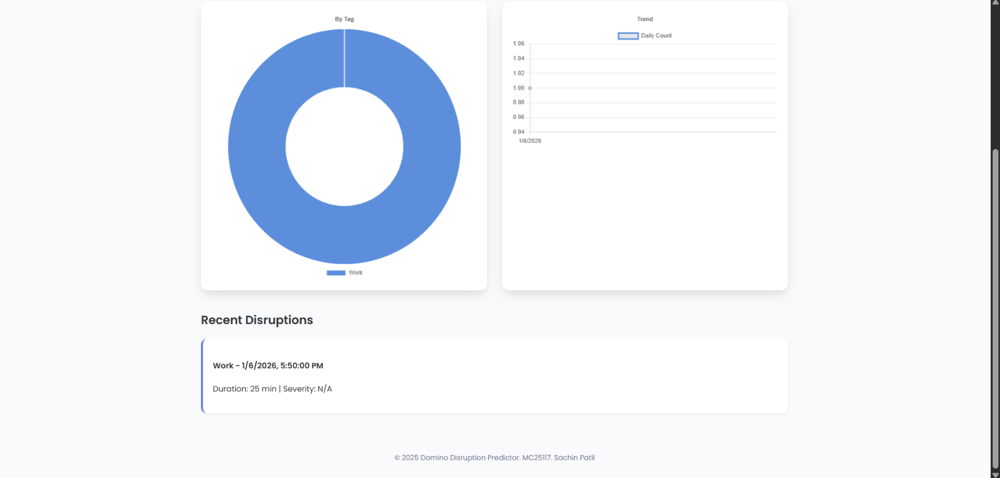 By Tag
Work
Trend
Daily Count
1.06
1.04
1.02
1.00
0.98
0.96
0.94
1/6/2026
Recent Disruptions
Work - 1/6/2026, 5:50:00 PM
Duration: 25 min | Severity: N/A
© 2025 Domino Disruption Predictor. MC25117. Sachin Patil